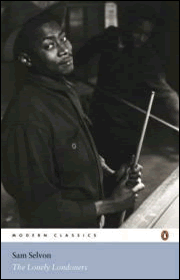 MODERN CLASSICS
Sam Selvon
The Lonely Londoners